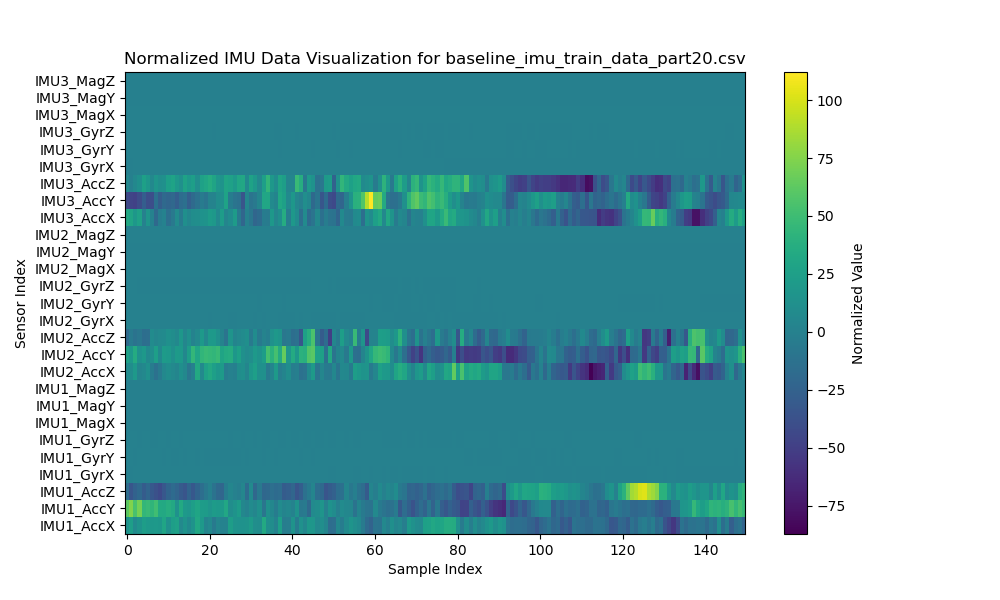 Normalized IMU Data Visualization for baseline_imu_train_data_part20.csv
Sensor Index
IMU3_MagZ
IMU3_MagY
IMU3_MagX
IMU3_GyrZ
IMU3_GyrY
IMU3_GyrX
IMU3_AccZ
IMU3_AccY
IMU3_AccX
IMU2_MagZ
IMU2_MagY
IMU2_MagX
IMU2_GyrZ
IMU2_GyrY
IMU2_GyrX
IMU2_AccZ
IMU2_AccY
IMU2_AccX
IMU1_MagZ
IMU1_MagY
IMU1_MagX
IMU1_GyrZ
IMU1_GyrY
IMU1_GyrX
IMU1_AccZ
IMU1_AccY
IMU1_AccX
0 20 40 60 80 100 120 140
Sample Index
100
75
50
25
0
−25
−50
−75
Normalized Value